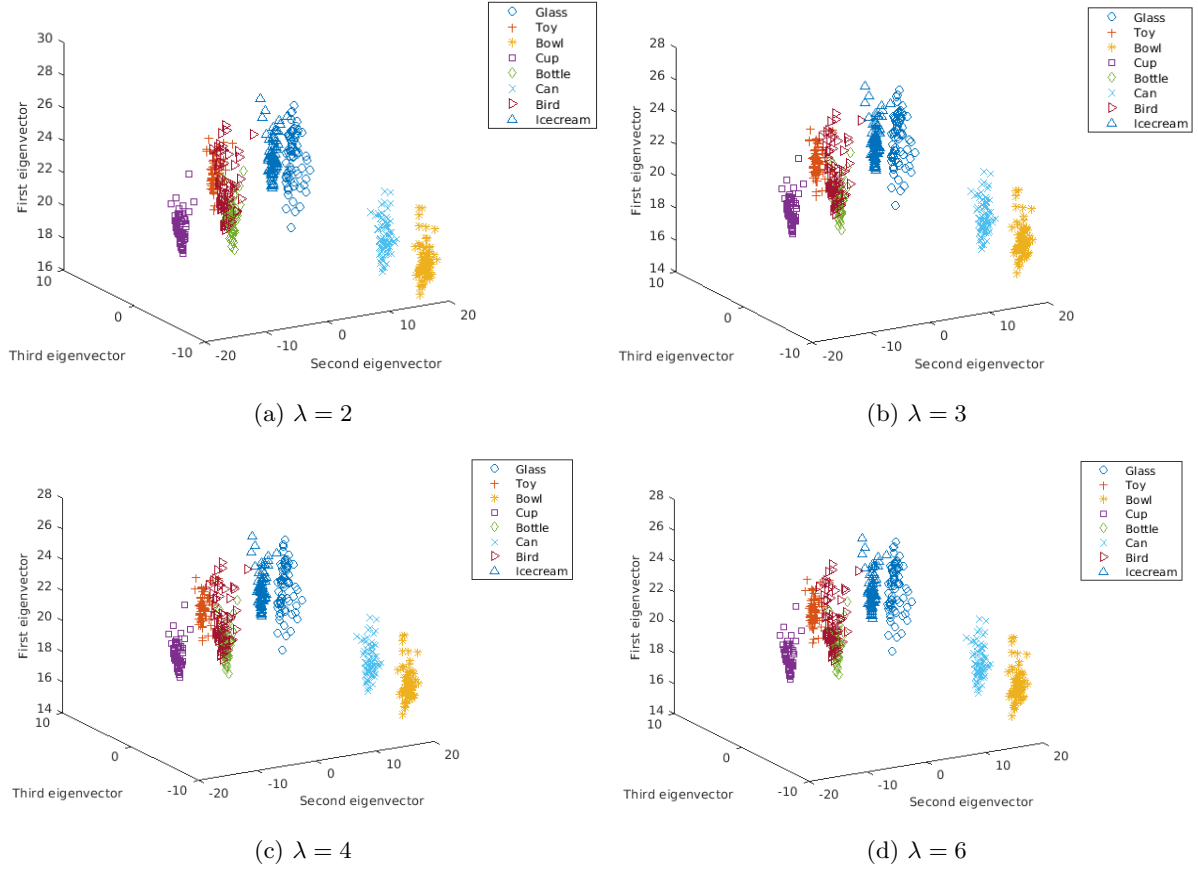 Glass
Toy
Bowl
Cup
Bottle
Can
Bird
Icecream
30
28
26
24
22
20
18
16
First eigenvector
10
0
-10
Third eigenvector
-20
-10
0
10
20
Second eigenvector
(a) λ = 2
Glass
Toy
Bowl
Cup
Bottle
Can
Bird
Icecream
28
26
24
22
20
18
16
14
First eigenvector
10
0
-10
Third eigenvector
-20
-10
0
10
20
Second eigenvector
(b) λ = 3
Glass
Toy
Bowl
Cup
Bottle
Can
Bird
Icecream
28
26
24
22
20
18
16
14
First eigenvector
10
0
-10
Third eigenvector
-20
-10
0
10
20
Second eigenvector
(c) λ = 4
Glass
Toy
Bowl
Cup
Bottle
Can
Bird
Icecream
28
26
24
22
20
18
16
14
First eigenvector
10
0
-10
Third eigenvector
-20
-10
0
10
20
Second eigenvector
(d) λ = 6